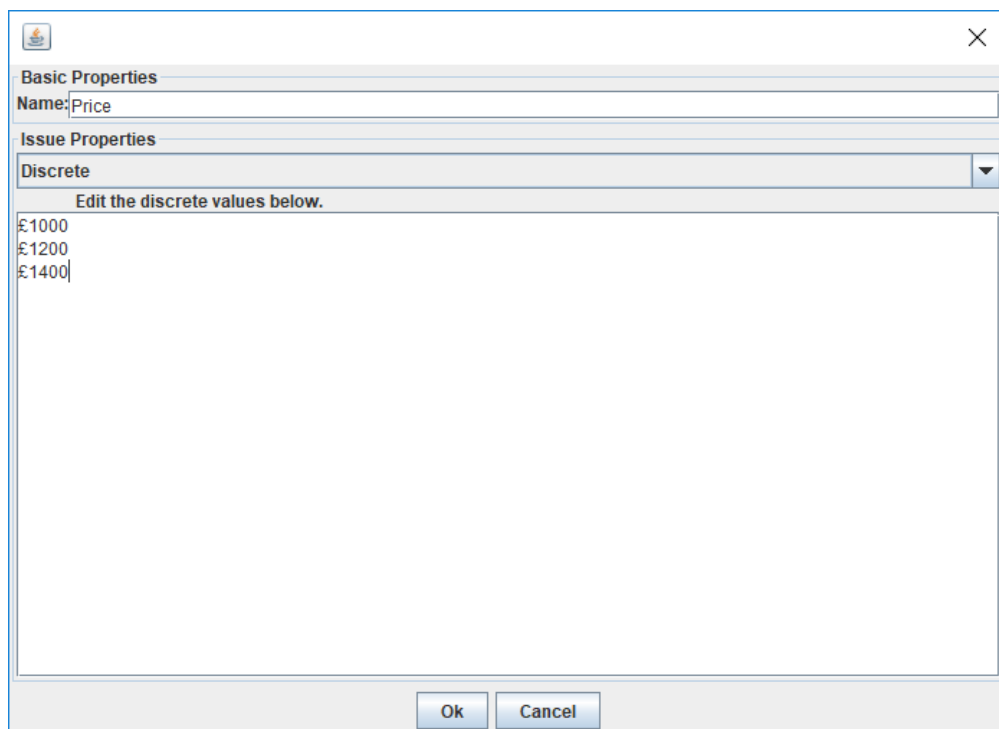 Basic Properties
Name: Price
Issue Properties
Discrete
Edit the discrete values below.
£1000
£1200
£1400
Ok Cancel